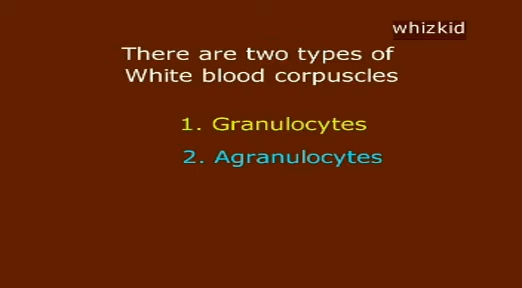 whizkid
There are two types of
White blood corpuscles
1. Granulocytes
2. Agranulocytes